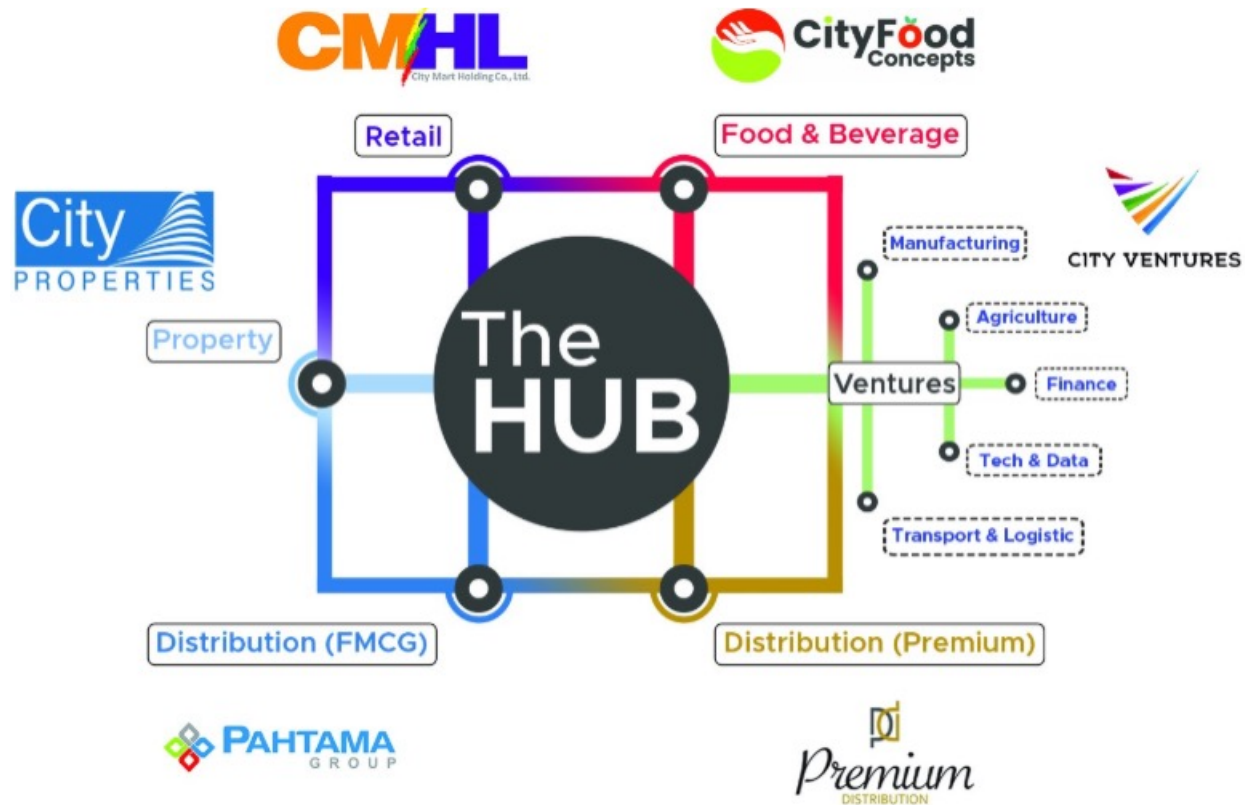 CMHL
City Mart Holding Co., Ltd.
CityFood
Concepts
Retail
Food & Beverage
City
PROPERTIES
Manufacturing
CITY VENTURES
Property
Agriculture
The
HUB
Ventures
Finance
Tech & Data
Transport & Logistic
Distribution (FMCG)
Distribution (Premium)
PAHTAMA
GROUP
pd
Premium
DISTRIBUTION